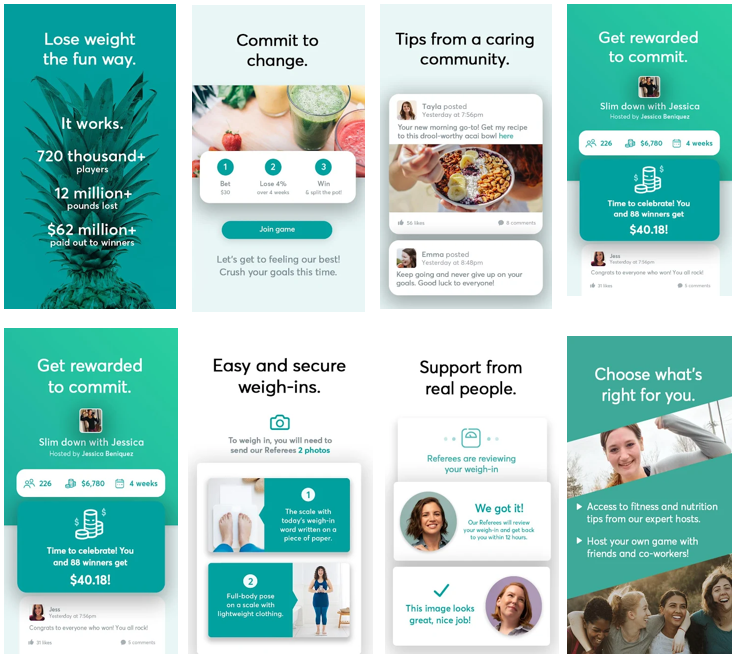 Lose weight
the fun way.
It works.
720 thousand+
players
12 million+
pounds lost
$62 million+
paid out to winners
Commit to
change.
1
2
3
Bet
Lose 4%
Win
$30
over 4 weeks
& split the pot!
Join game
Let's get to feeling our best!
Crush your goals this time.
Tips from a caring
community.
Tayla posted
Yesterday at 7:56pm
Your new morning go-to! Get my recipe
to this drool-worthy acai bowl here
56 likes
8 comments
Emma posted
Yesterday at 8:48pm
Keep going and never give up on your
goals. Good luck to everyone!
Get rewarded
to commit.
Slim down with Jessica
Hosted by Jessica Beniquez
226
$6,780
4 weeks
Time to celebrate! You
and 88 winners get
$40.18!
Jess
Yesterday at 7:56pm
Congrats to everyone who won! You all rock!
31 likes
5 comments
Get rewarded
to commit.
Slim down with Jessica
Hosted by Jessica Beniquez
226
$6,780
4 weeks
Time to celebrate! You
and 88 winners get
$40.18!
Jess
Yesterday at 7:56pm
Congrats to everyone who won! You all rock!
31 likes
5 comments
Easy and secure
weigh-ins.
To weigh in, you will need to
send our Referees 2 photos
1
The scale with
today's weigh-in
word written on a
piece of paper.
2
Full-body pose
on a scale with
lightweight clothing.
Support from
real people.
Referees are reviewing
your weigh-in
We got it!
Our Referees will review
your weigh-in and get back
to you within 12 hours.
This image looks
great, nice job!
Choose what's
right for you.
Access to fitness and nutrition
tips from our expert hosts.
Host your own game with
friends and co-workers!